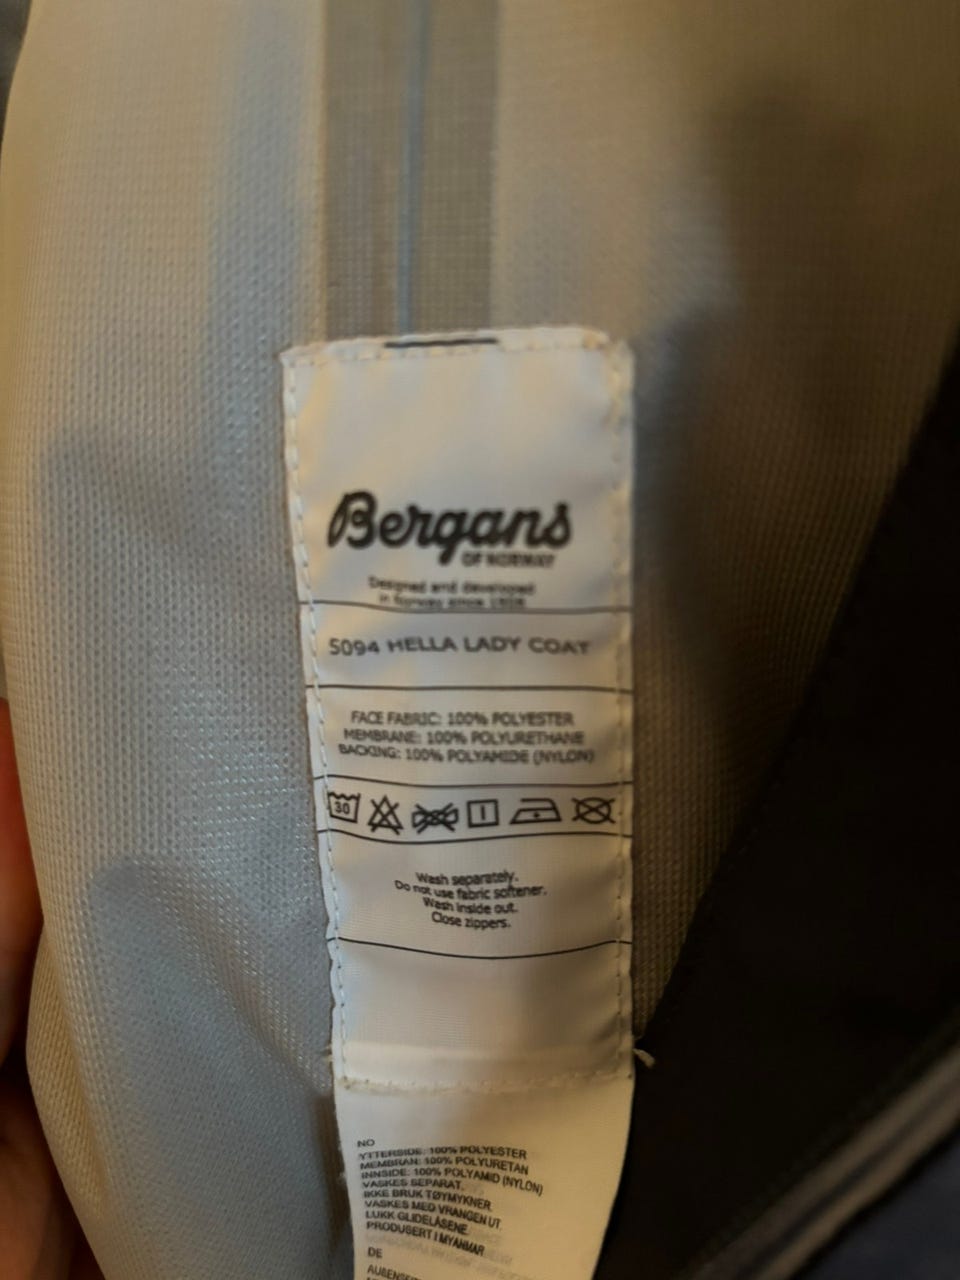 Bergans
OF NORWAY
Designed and developed
in Norway since 1908
5094 HELLA LADY COAT
FACE FABRIC: 100% POLYESTER
MEMBRANE: 100% POLYURETHANE
BACKING: 100% POLYAMIDE (NYLON)
30
Wash separately.
Do not use fabric softener.
Wash inside out.
Close zippers.
NO
YTTERSIDE: 100% POLYESTER
MEMBRAN: 100% POLYURETAN
INNSIDE: 100% POLYAMID (NYLON)
VASKES SEPARAT.
IKKE BRUK TØYMYKNER.
VASKES MED VRANGEN UT.
LUKK GLIDELÅSENE.
PRODUSERT I MYANMAR
DE